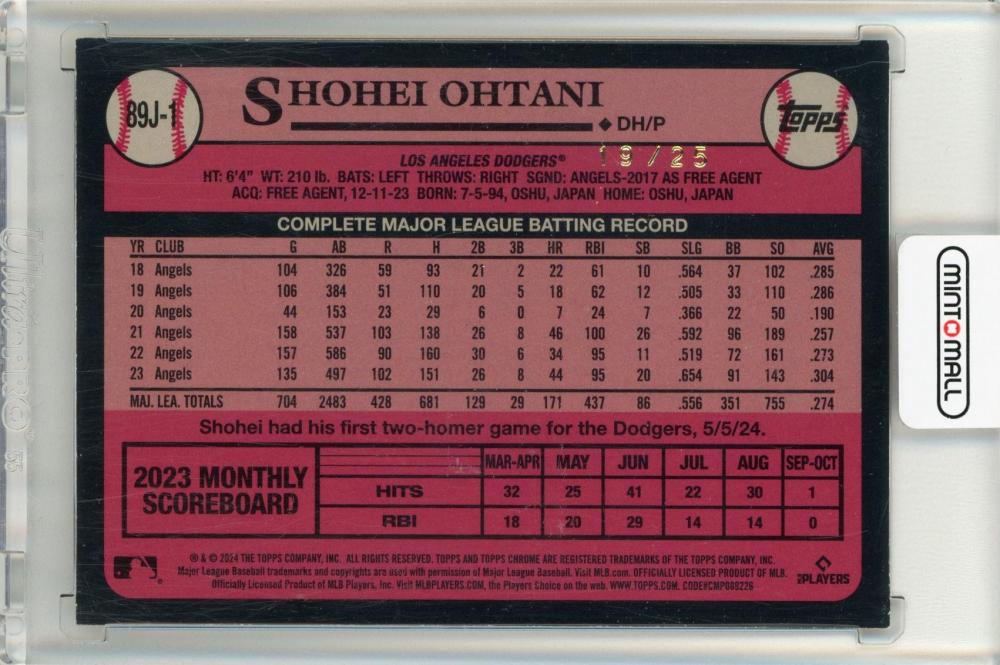 89J-1
SHOHEI OHTANI
◆ DH/P
Topps
19/25
LOS ANGELES DODGERS®
HT: 6'4" WT: 210 lb. BATS: LEFT THROWS: RIGHT SGND: ANGELS-2017 AS FREE AGENT
ACQ: FREE AGENT, 12-11-23 BORN: 7-5-94, OSHU, JAPAN HOME: OSHU, JAPAN
COMPLETE MAJOR LEAGUE BATTING RECORD
YR CLUB G AB R H 2B 3B HR RBI SB SLG BB SO AVG
18 Angels 104 326 59 93 21 2 22 61 10 .564 37 102 .285
19 Angels 106 384 51 110 20 5 18 62 12 .505 33 110 .286
20 Angels 44 153 23 29 6 0 7 24 7 .366 22 50 .190
21 Angels 158 537 103 138 26 8 46 100 26 .592 96 189 .257
22 Angels 157 586 90 160 30 6 34 95 11 .519 72 161 .273
23 Angels 135 497 102 151 26 8 44 95 20 .654 91 143 .304
MAJ. LEA. TOTALS 704 2483 428 681 129 29 171 437 86 .556 351 755 .274
Shohei had his first two-homer game for the Dodgers, 5/5/24.
2023 MONTHLY
SCOREBOARD
MAR-APR MAY JUN JUL AUG SEP-OCT
HITS 32 25 41 22 30 1
RBI 18 20 29 14 14 0
® & © 2024 THE TOPPS COMPANY, INC. ALL RIGHTS RESERVED. TOPPS AND TOPPS CHROME ARE REGISTERED TRADEMARKS OF THE TOPPS COMPANY, INC.
Major League Baseball trademarks and copyrights are used with permission of Major League Baseball. Visit MLB.com. OFFICIALLY LICENSED PRODUCT OF MLB.
Officially Licensed Product of MLB Players, Inc. Visit MLBPLAYERS.COM, the Players Choice on the web. WWW.TOPPS.COM. CODE#CMP089226
PLAYERS
MINT MALL